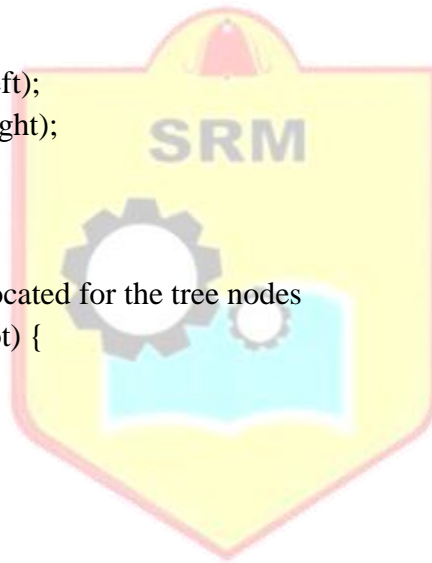 ft);
ght);
SRM
ocated for the tree nodes
ot) {